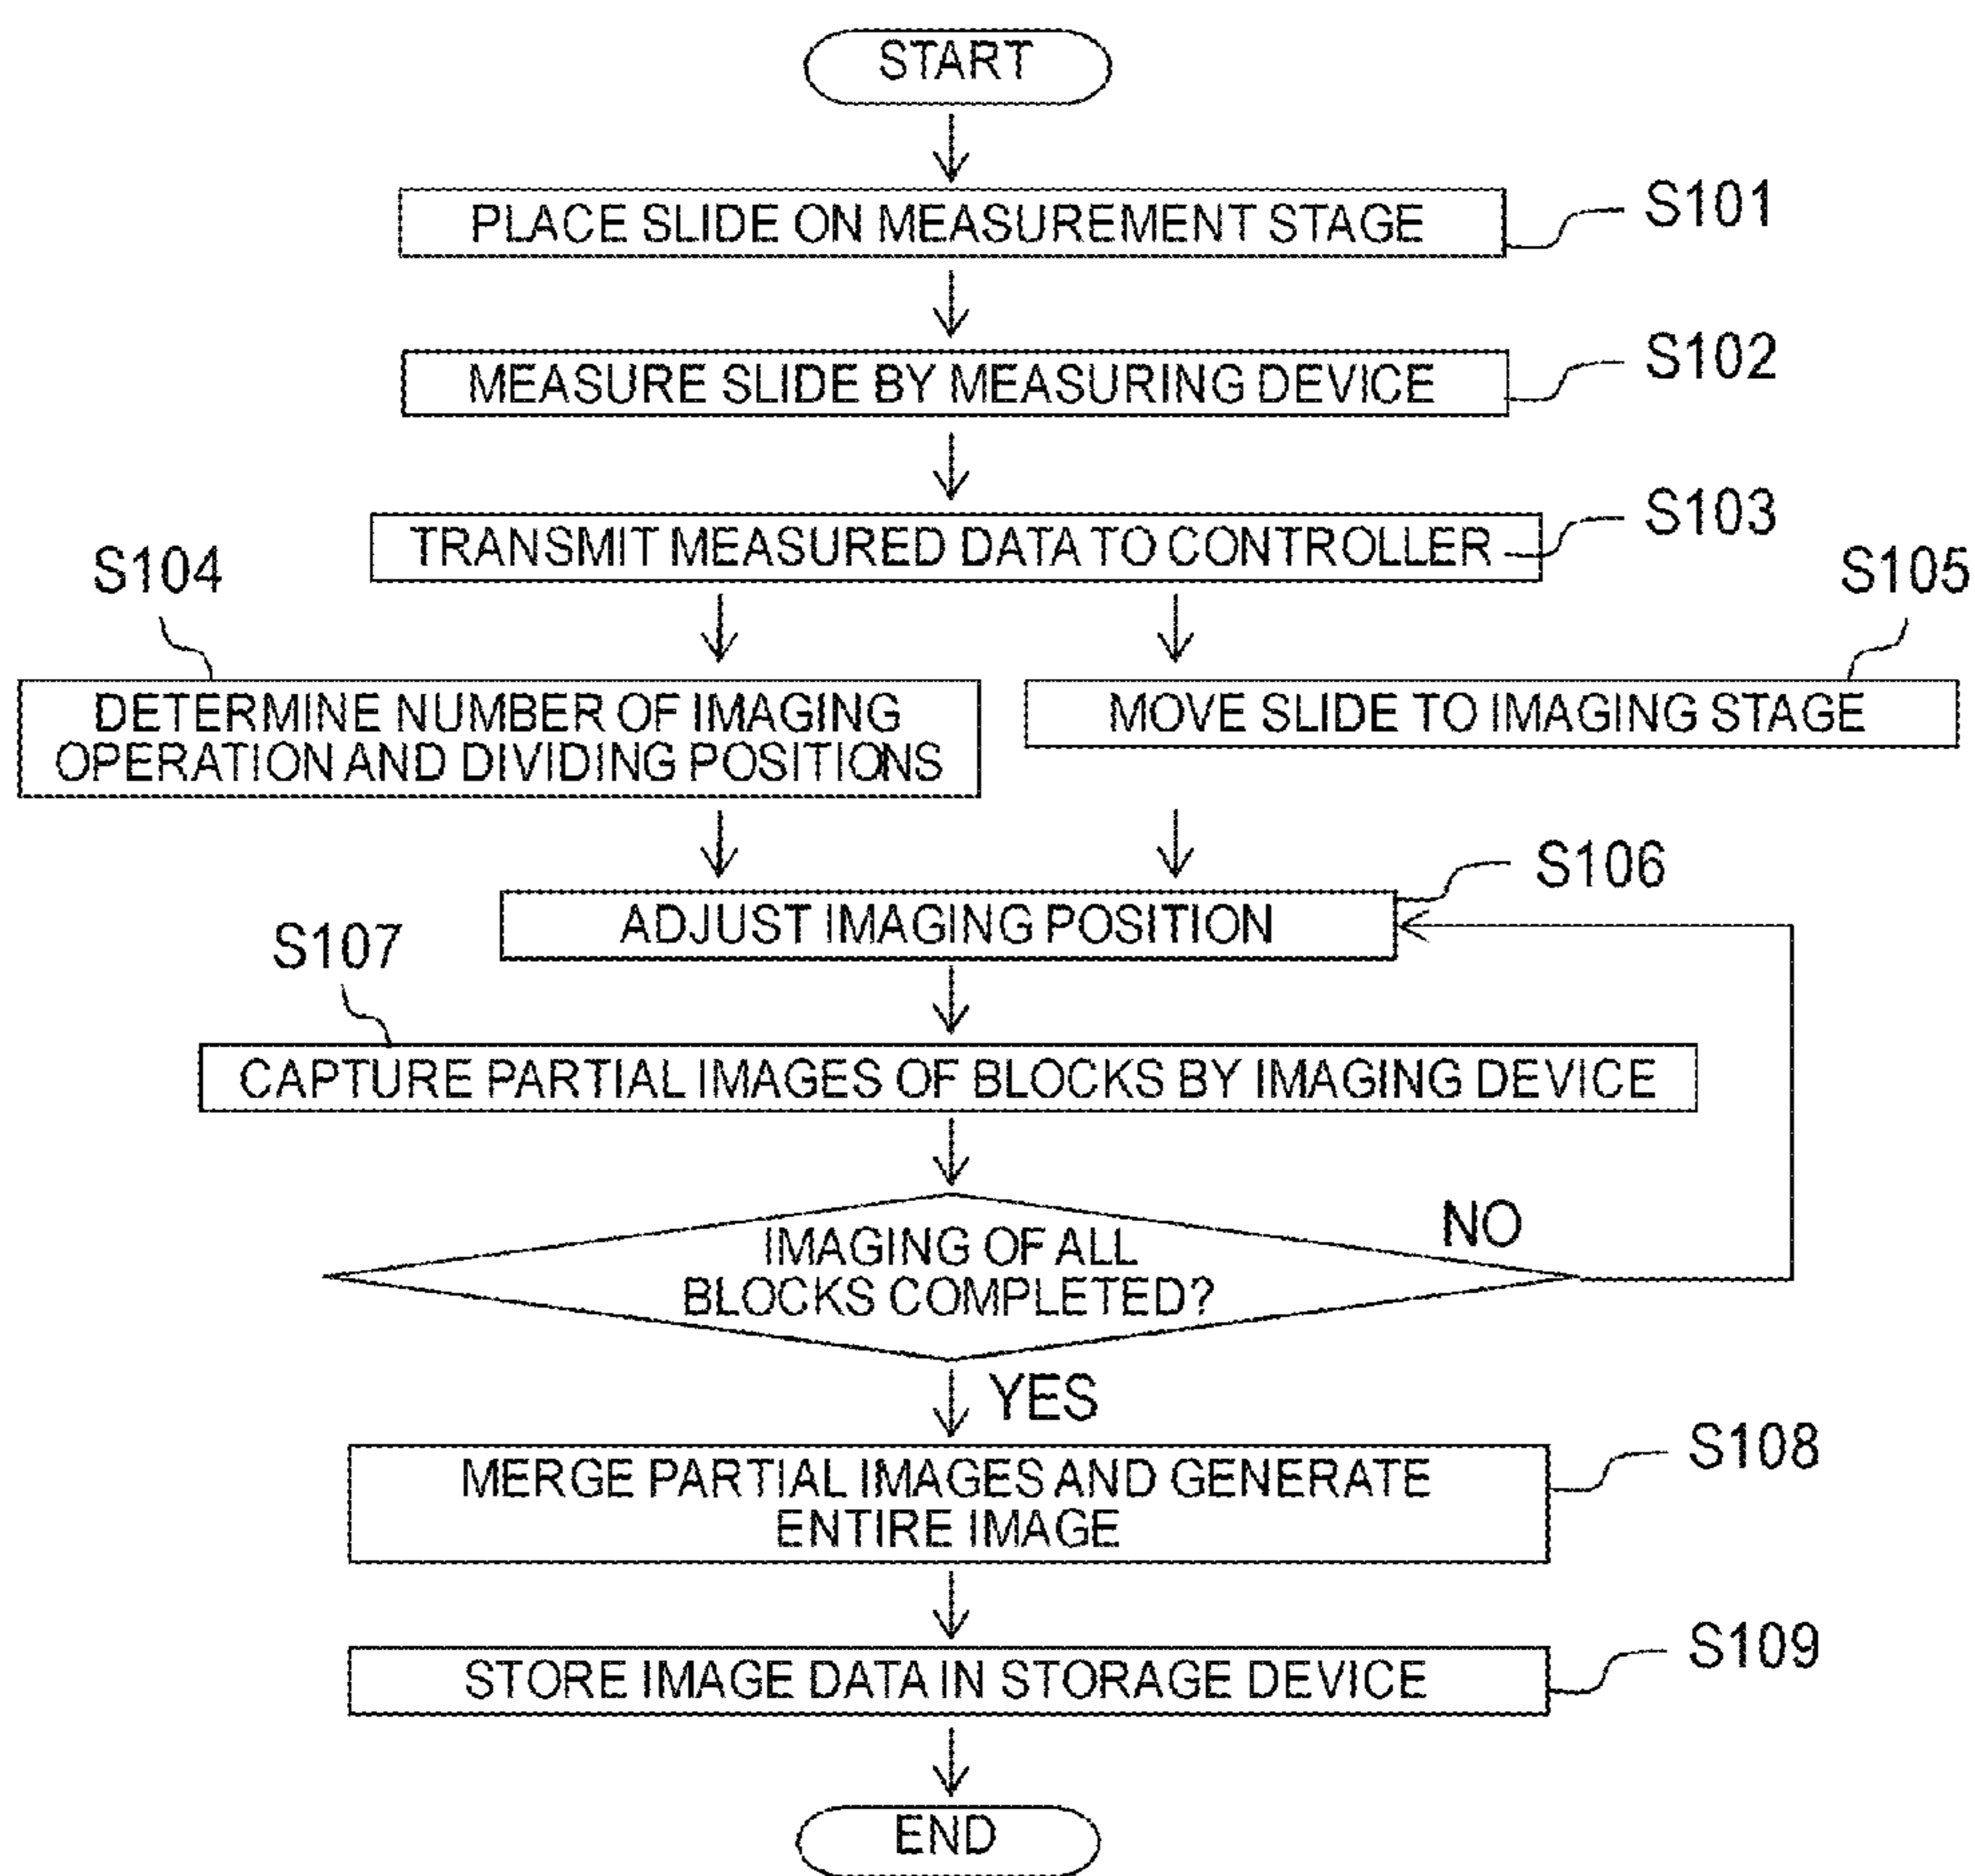 START
PLACE SLIDE ON MEASUREMENT STAGE
S101
MEASURE SLIDE BY MEASURING DEVICE
S102
TRANSMIT MEASURED DATA TO CONTROLLER
S103
S104
DETERMINE NUMBER OF IMAGING
OPERATION AND DIVIDING POSITIONS
S105
MOVE SLIDE TO IMAGING STAGE
S106
ADJUST IMAGING POSITION
S107
CAPTURE PARTIAL IMAGES OF BLOCKS BY IMAGING DEVICE
IMAGING OF ALL
BLOCKS COMPLETED?
NO
YES
MERGE PARTIAL IMAGES AND GENERATE
ENTIRE IMAGE
S108
STORE IMAGE DATA IN STORAGE DEVICE
S109
END